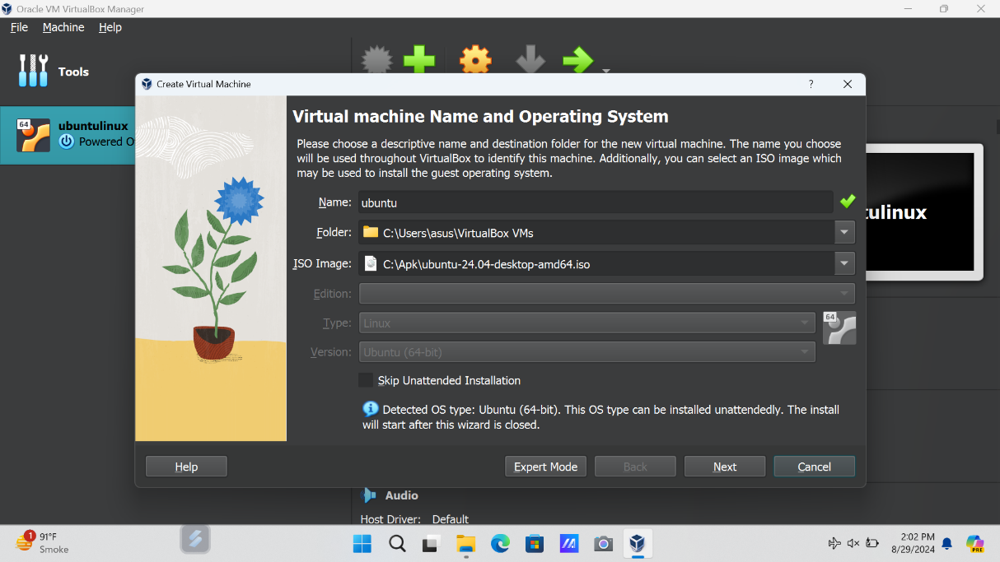 Oracle VM VirtualBox Manager
File Machine Help
Tools
64
ubuntulinux
Powered O
Create Virtual Machine
?
Virtual machine Name and Operating System
Please choose a descriptive name and destination folder for the new virtual machine. The name you choose
will be used throughout VirtualBox to identify this machine. Additionally, you can select an ISO image which
may be used to install the guest operating system.
Name: ubuntu
Folder: C:\Users\asus\VirtualBox VMs
ISO Image: C:\Apk\ubuntu-24.04-desktop-amd64.iso
Edition:
Type: Linux
64
Version: Ubuntu (64-bit)
Skip Unattended Installation
Detected OS type: Ubuntu (64-bit). This OS type can be installed unattendedly. The install
will start after this wizard is closed.
Help Expert Mode Back Next Cancel
tulinux
Audio
Host Driver: Default
1
91°F
Smoke
2:02 PM
8/29/2024
PRE